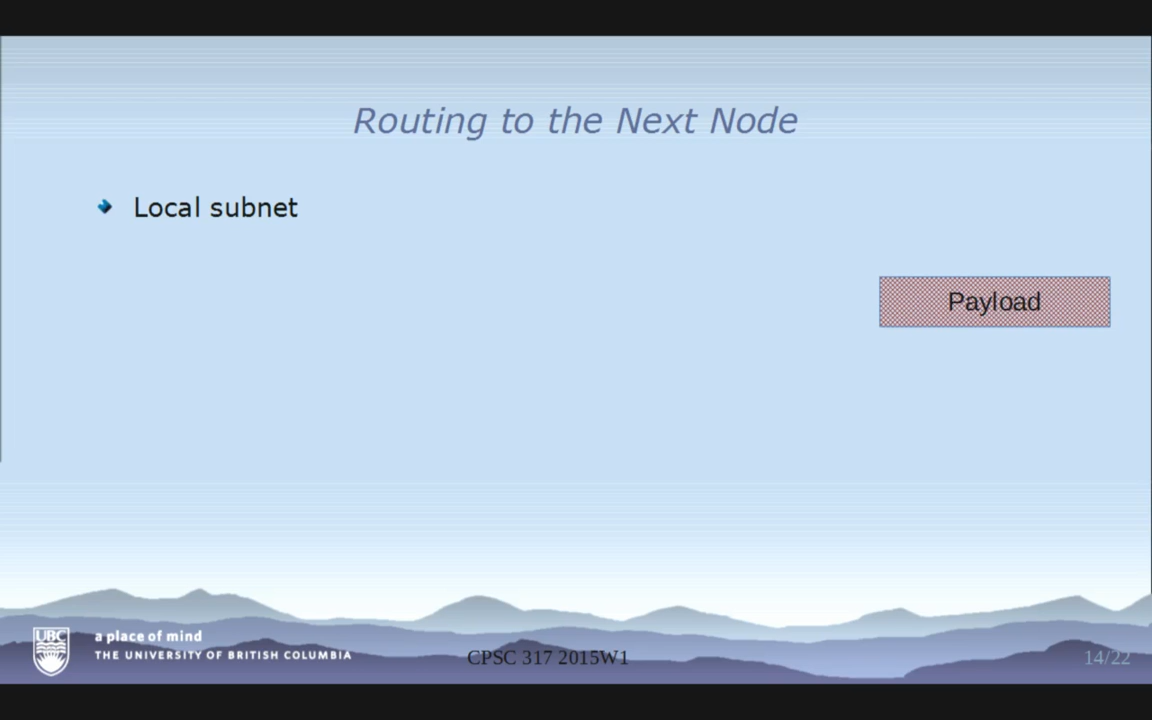 Routing to the Next Node
Local subnet
Payload
UBC
a place of mind
THE UNIVERSITY OF BRITISH COLUMBIA
CPSC 317 2015W1
14/22